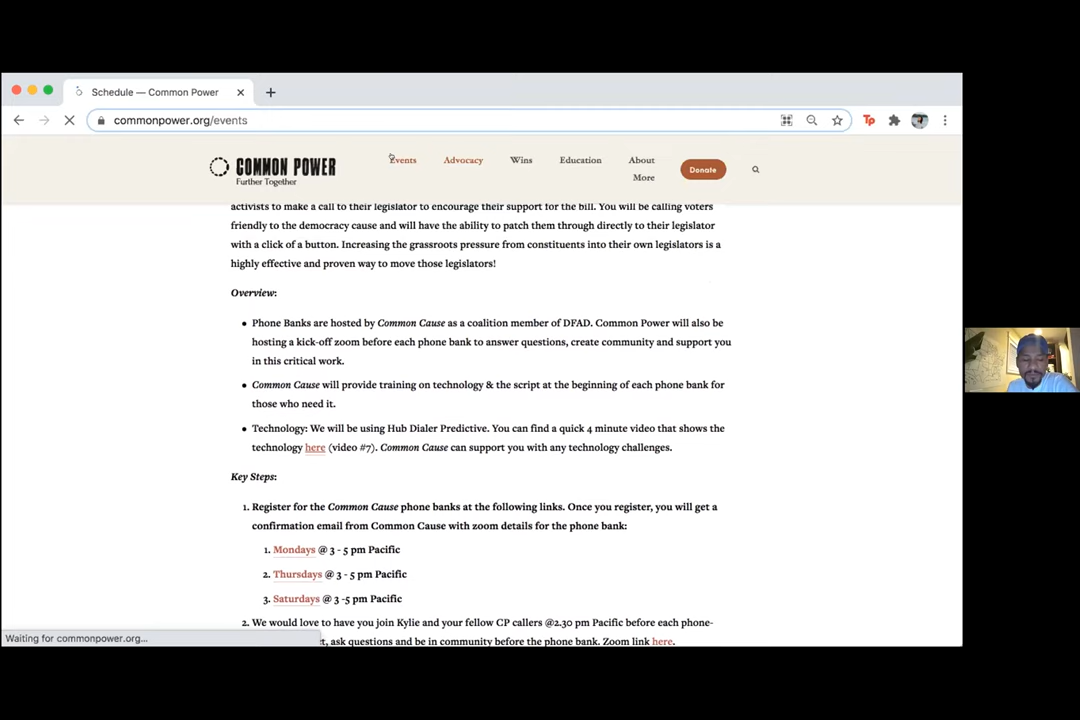 Schedule — Common Power
commonpower.org/events
Tp
COMMON POWER
Further Together
Events Advocacy Wins Education About
More
Donate
activists to make a call to their legislator to encourage their support for the bill. You will be calling voters
friendly to the democracy cause and will have the ability to patch them through directly to their legislator
with a click of a button. Increasing the grassroots pressure from constituents into their own legislators is a
highly effective and proven way to move those legislators!
Overview:
• Phone Banks are hosted by Common Cause as a coalition member of DFAD. Common Power will also be
hosting a kick-off zoom before each phone bank to answer questions, create community and support you
in this critical work.
• Common Cause will provide training on technology & the script at the beginning of each phone bank for
those who need it.
• Technology: We will be using Hub Dialer Predictive. You can find a quick 4 minute video that shows the
technology here (video #7). Common Cause can support you with any technology challenges.
Key Steps:
1. Register for the Common Cause phone banks at the following links. Once you register, you will get a
confirmation email from Common Cause with zoom details for the phone bank:
1. Mondays @ 3 - 5 pm Pacific
2. Thursdays @ 3 - 5 pm Pacific
3. Saturdays @ 3 -5 pm Pacific
2. We would love to have you join Kylie and your fellow CP callers @2.30 pm Pacific before each phone-
t, ask questions and be in community before the phone bank. Zoom link here.
Waiting for commonpower.org...